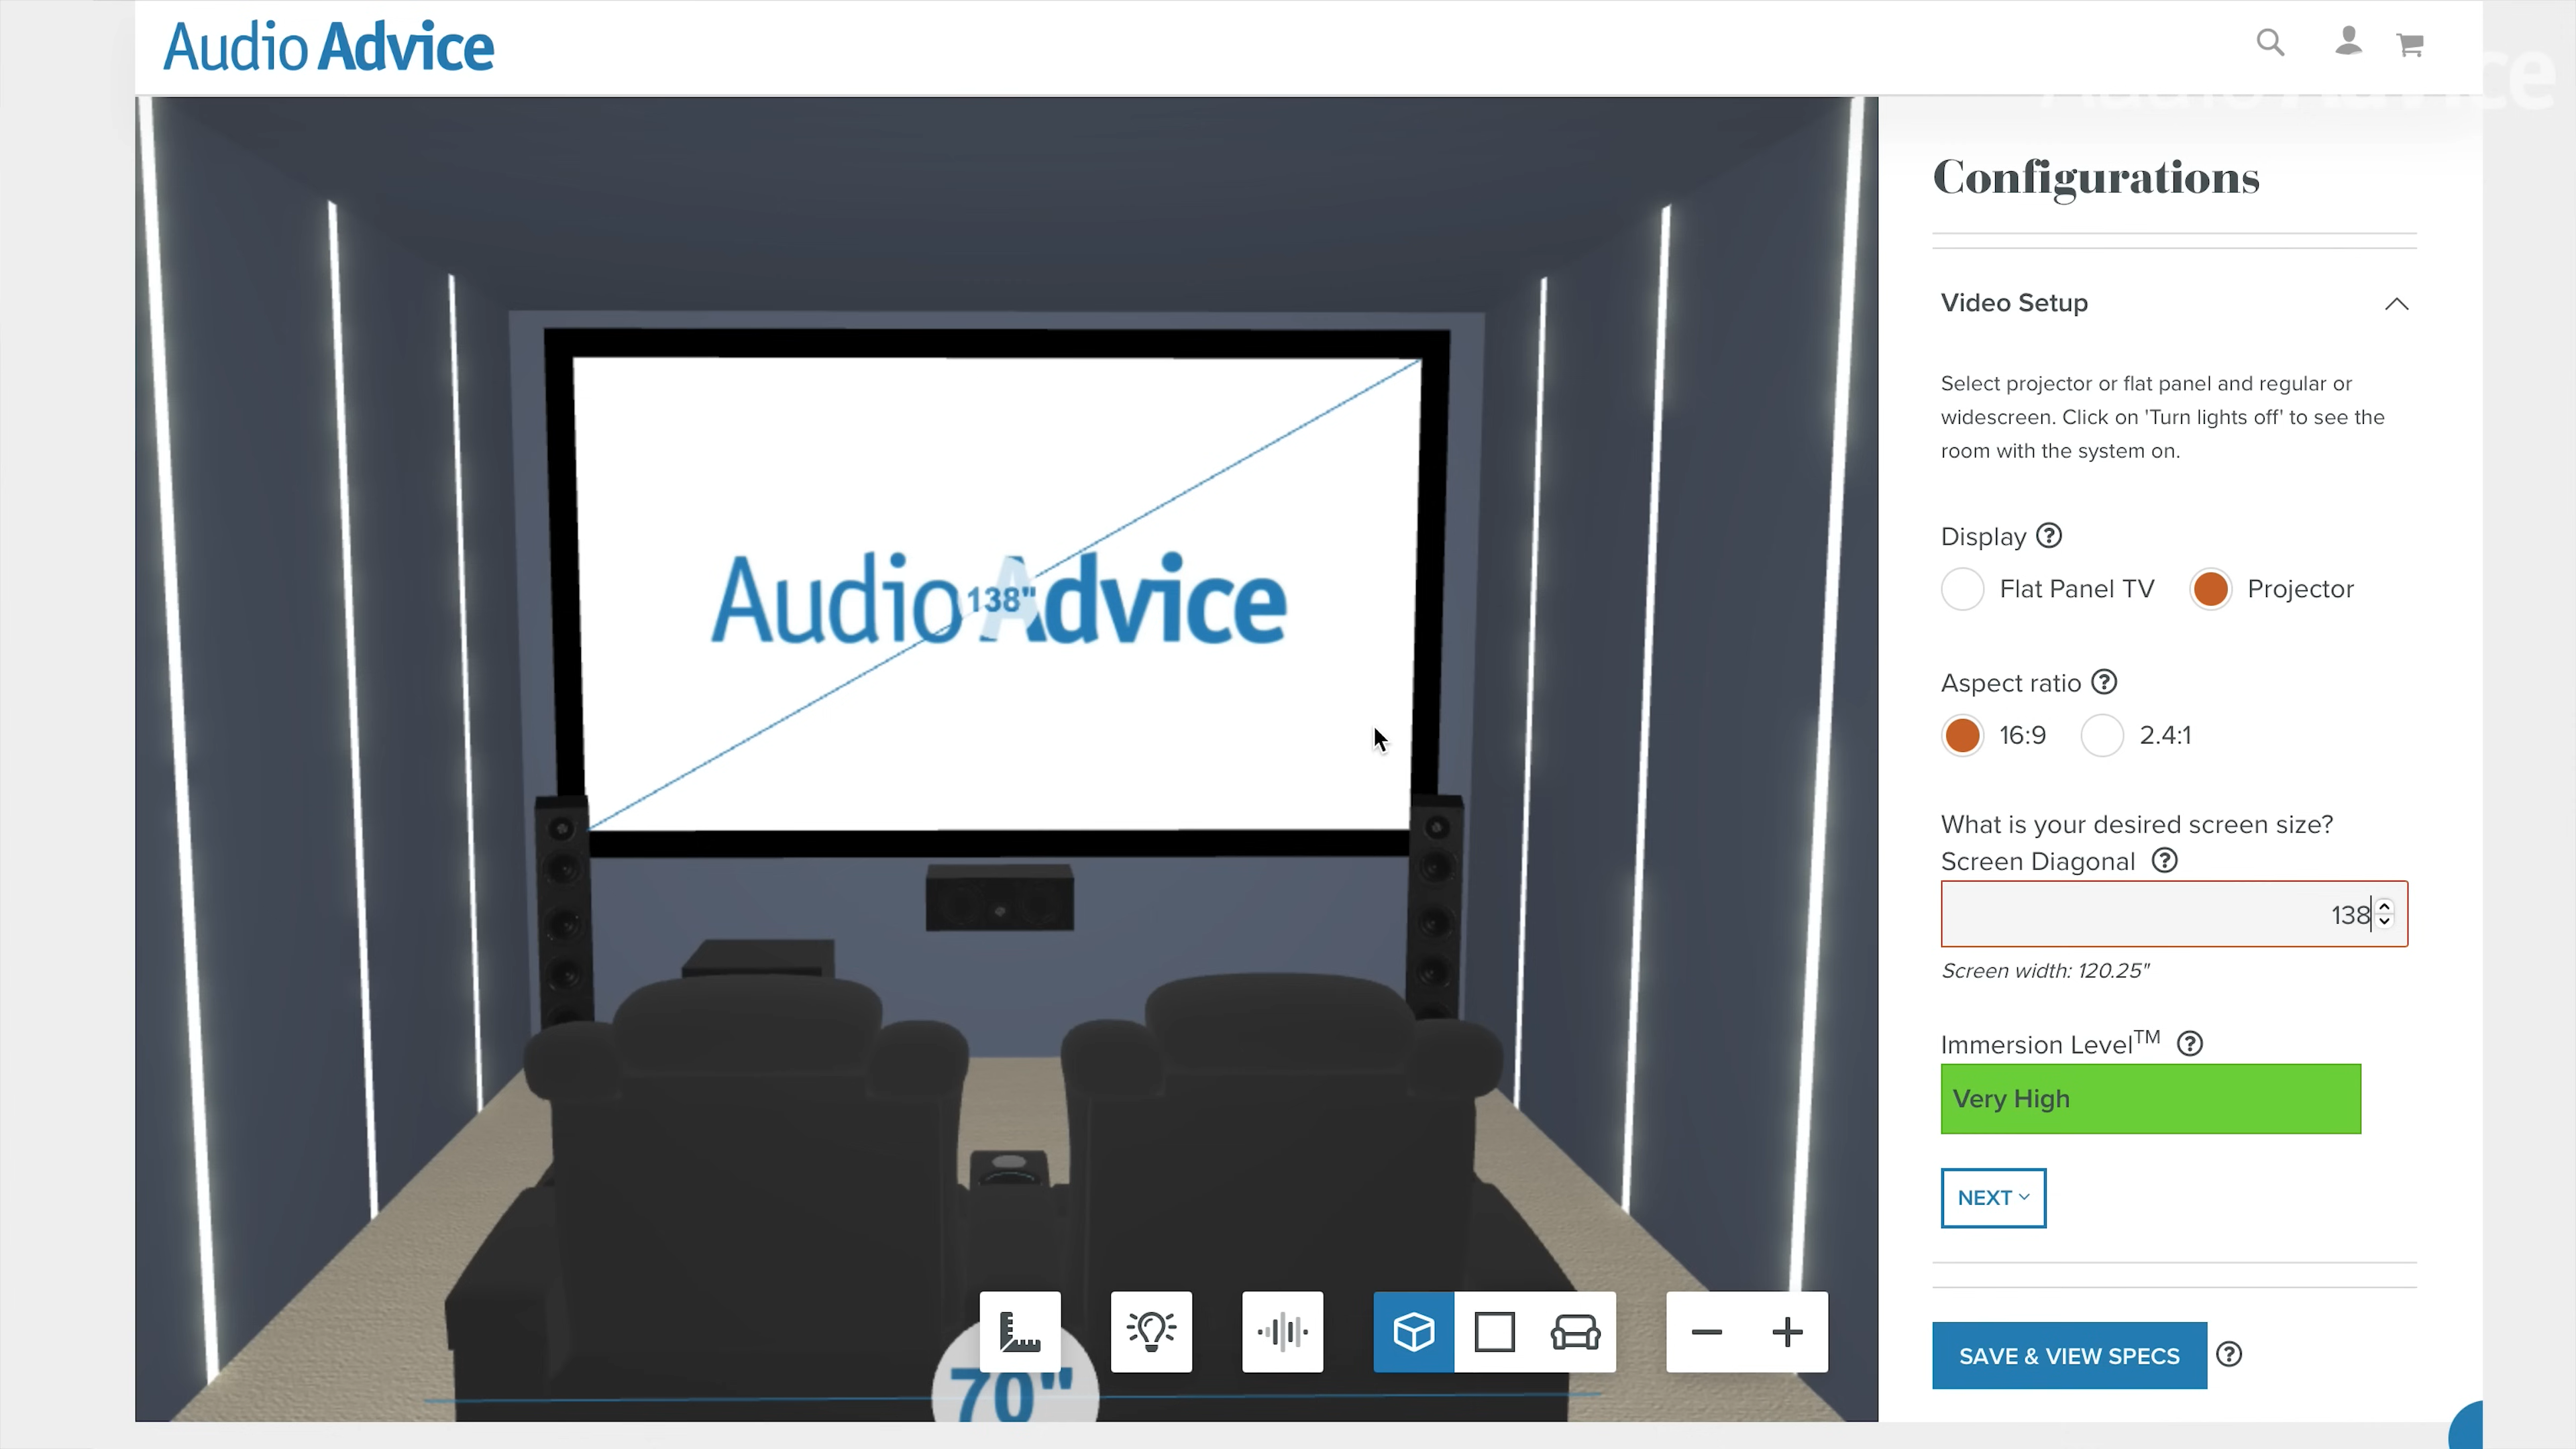 Audio Advice
Audio Advice
Configurations
Video Setup
Select projector or flat panel and regular or
widescreen. Click on 'Turn lights off' to see the
room with the system on.
Display ?
Flat Panel TV Projector
Aspect ratio ?
16:9 2.4:1
What is your desired screen size?
Screen Diagonal ?
138
Screen width: 120.25"
Immersion Level™ ?
Very High
NEXT
SAVE & VIEW SPECS ?
Audio Advice
138"
70"